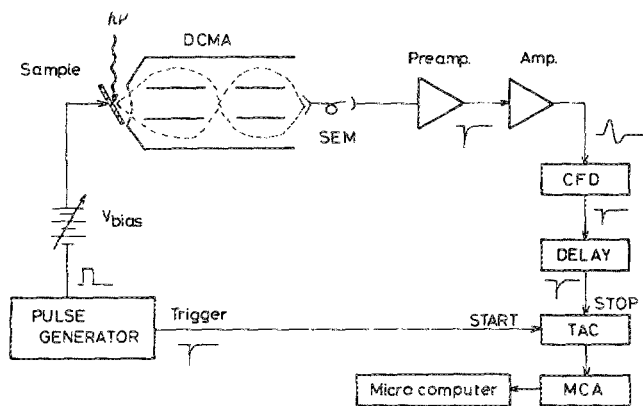 hν
DCMA
Sample
Preamp.
Amp.
SEM
CFD
Vbias
DELAY
STOP
PULSE
GENERATOR
Trigger
START
TAC
Micro computer
MCA